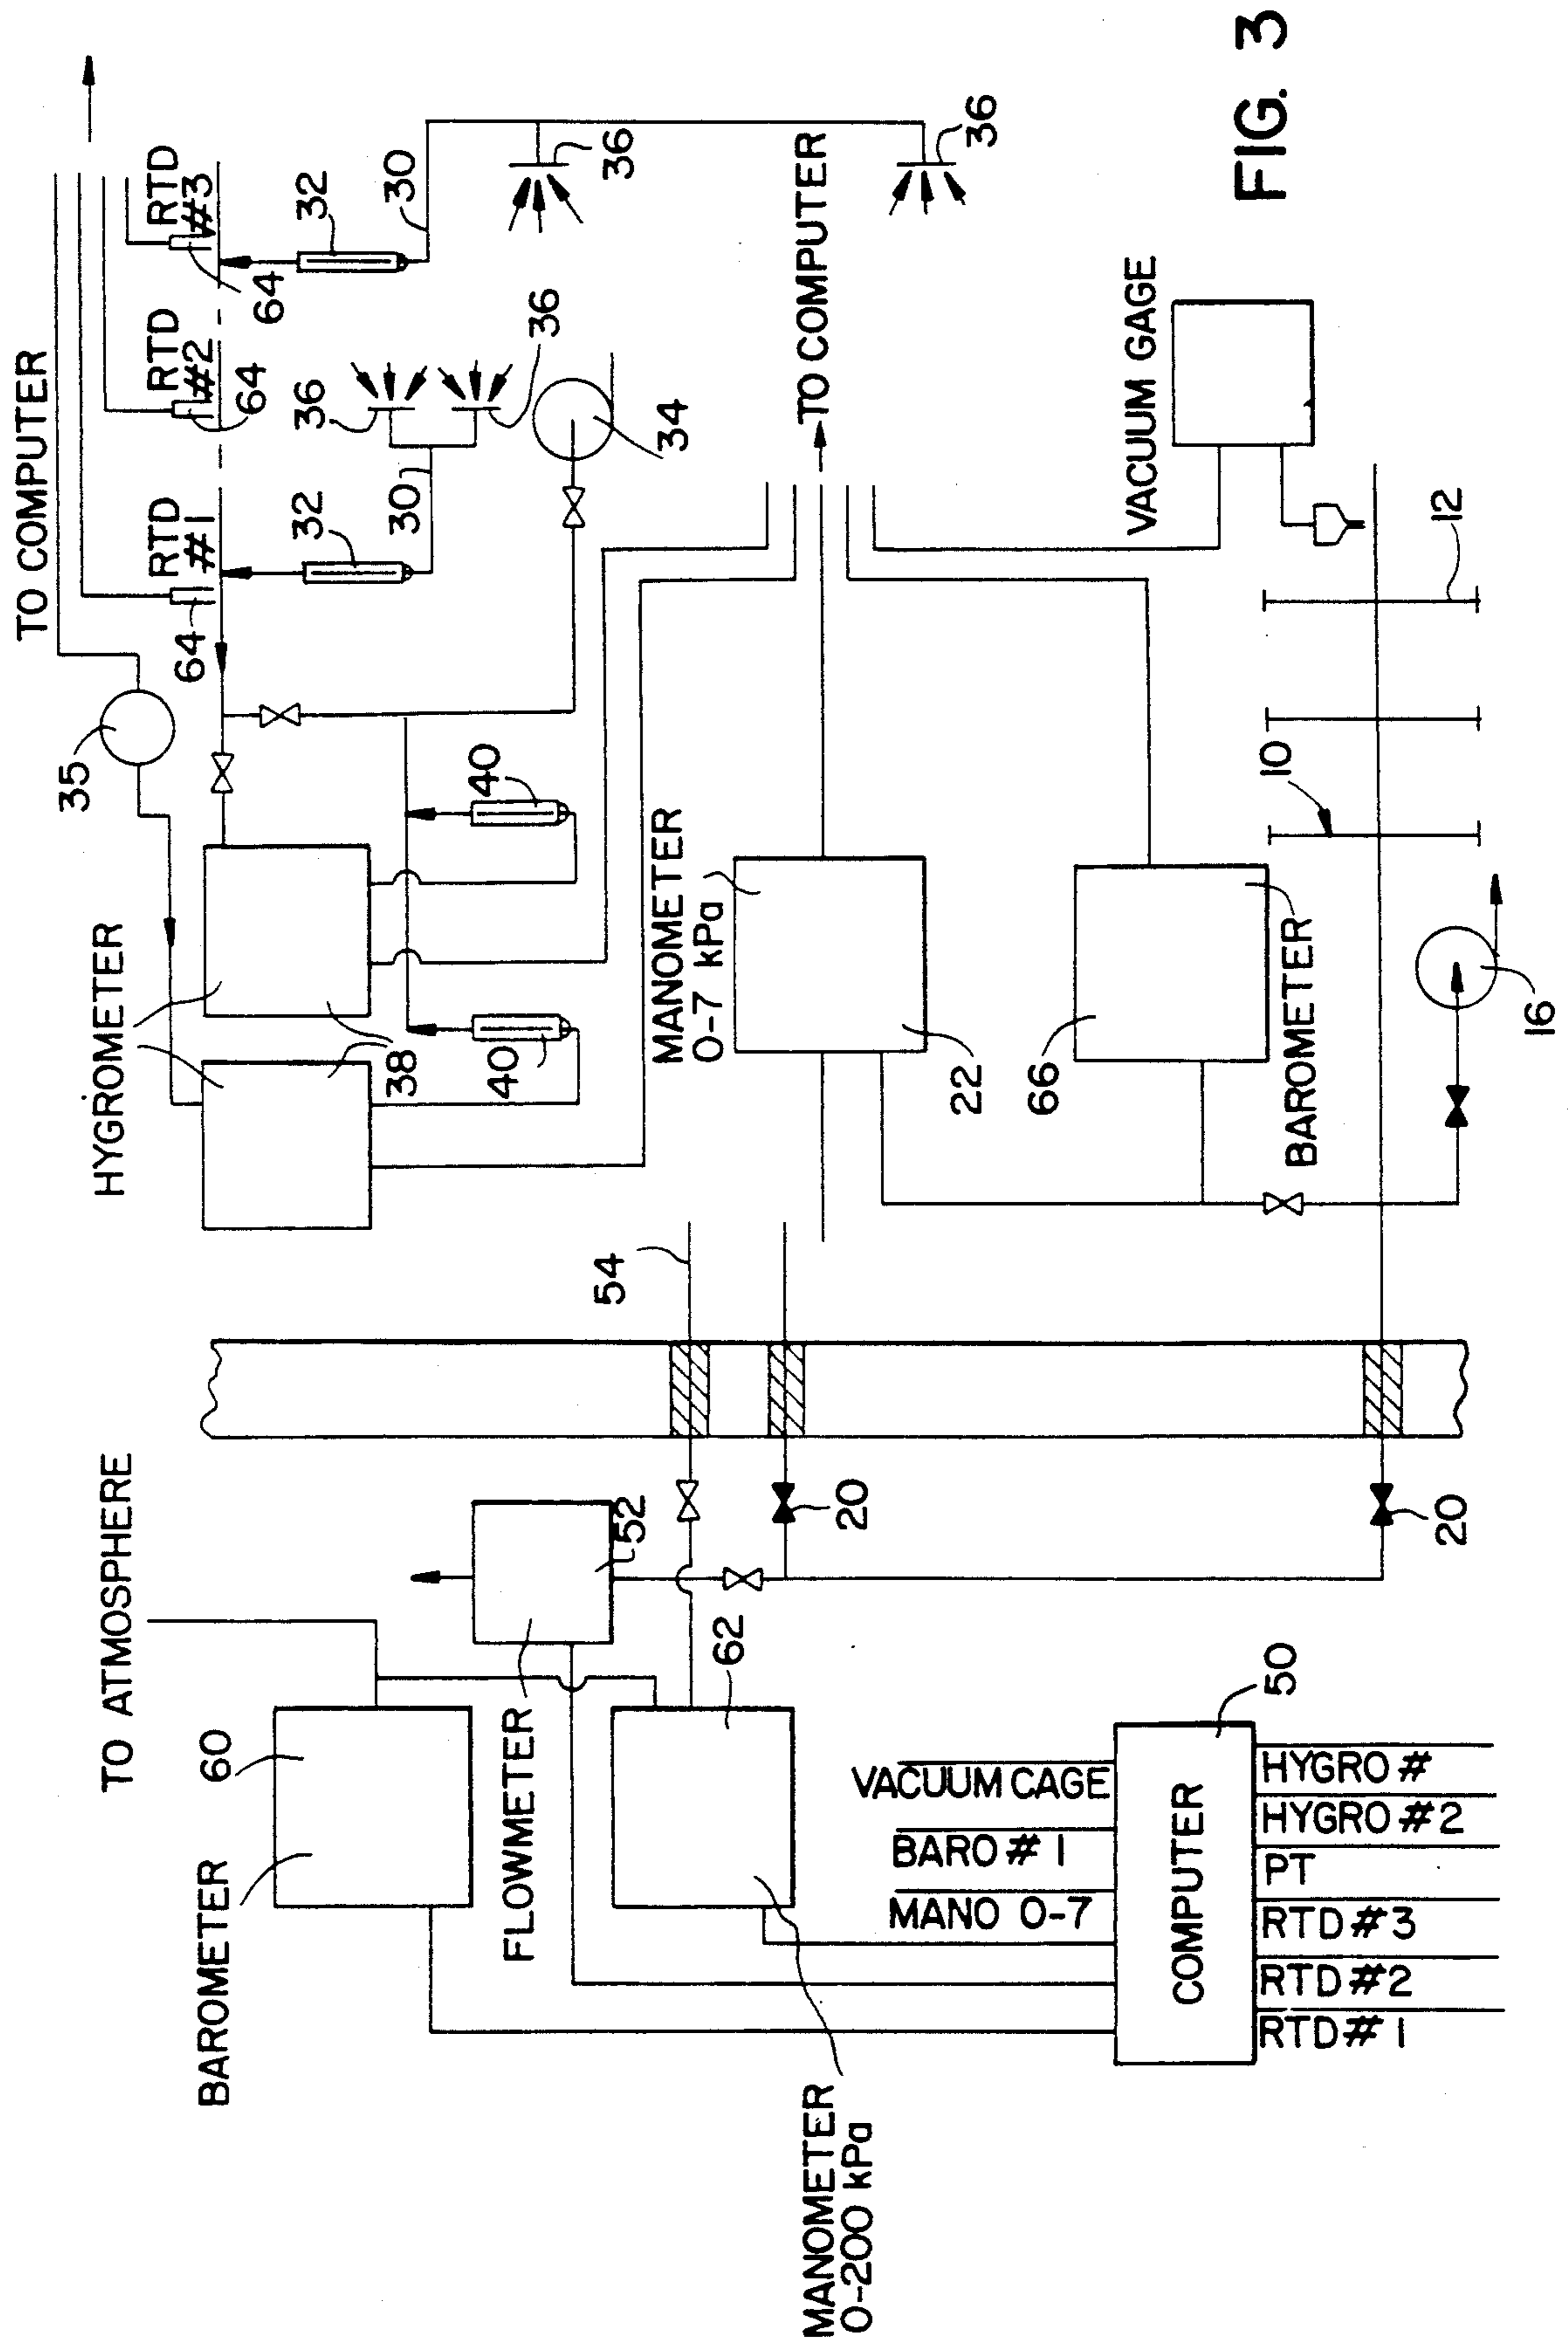 TO COMPUTER
RTD
#1
RTD
#2
RTD
#3
64
64
64
35
32
32
30
30
36
36
36
36
34
HYGROMETER
38
40
40
TO COMPUTER
MANOMETER
0-7 kPa
22
66
BAROMETER
VACUUM GAGE
10
12
16
54
20
20
TO ATMOSPHERE
52
60
BAROMETER
FLOWMETER
62
MANOMETER
0-200 kPa
VACUUM CAGE
BARO # 1
MANO 0-7
COMPUTER
50
HYGRO #
HYGRO #2
PT
RTD #3
RTD #2
RTD # 1
FIG. 3